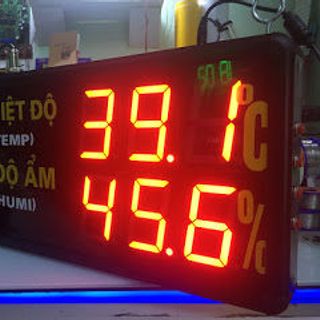 IỆT ĐỘ 39.1°C
TEMP)
ĐỘ ẨM 45.6%
HUMI)